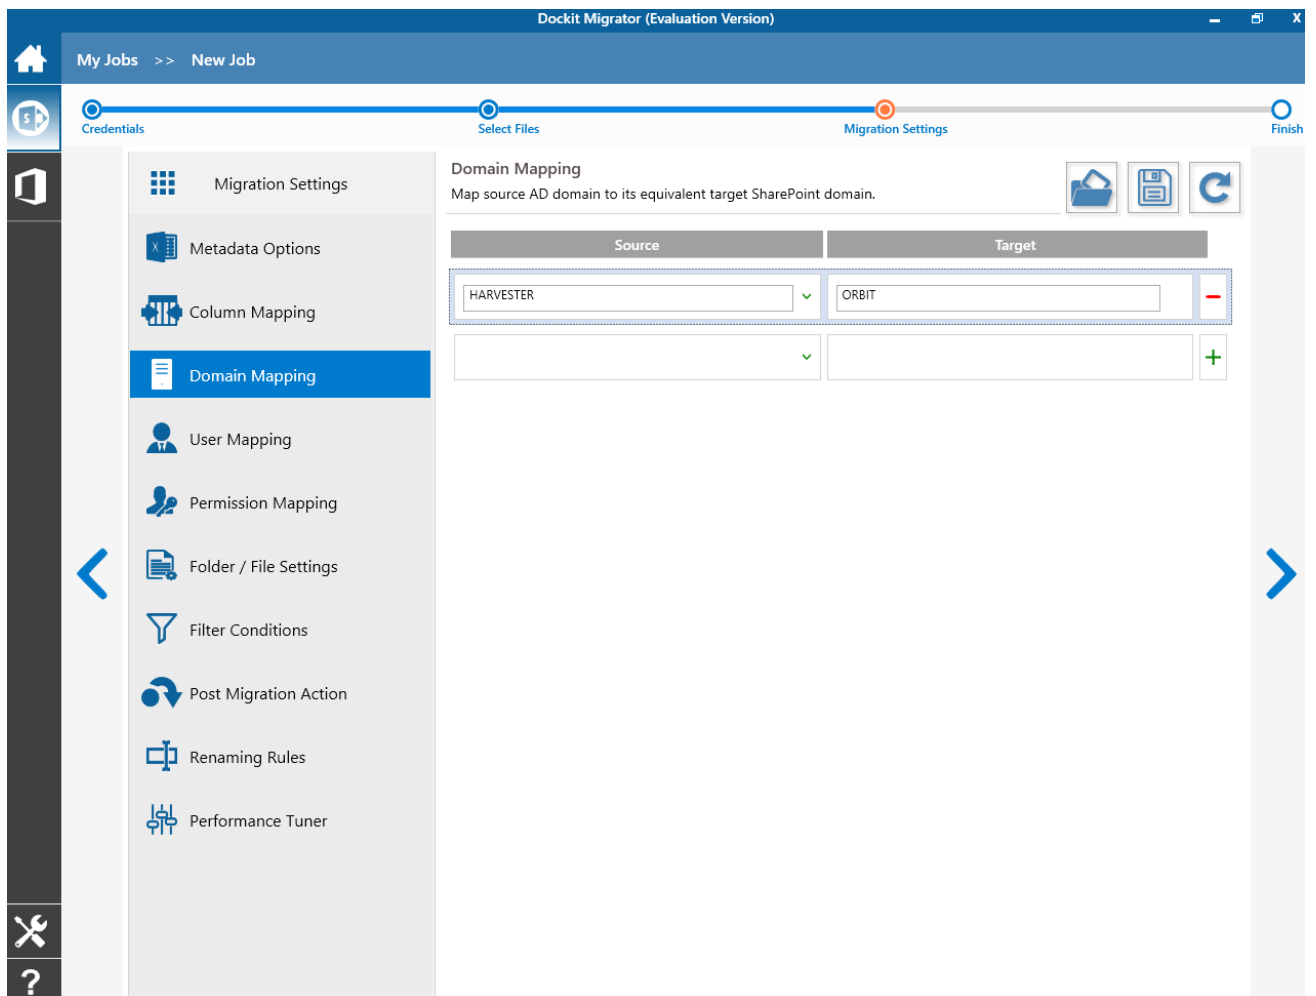 Dockit Migrator (Evaluation Version)
My Jobs >> New Job
Credentials
Select Files
Migration Settings
Finish
Migration Settings
Metadata Options
Column Mapping
Domain Mapping
User Mapping
Permission Mapping
Folder / File Settings
Filter Conditions
Post Migration Action
Renaming Rules
Performance Tuner
Domain Mapping
Map source AD domain to its equivalent target SharePoint domain.
Source Target
HARVESTER ORBIT